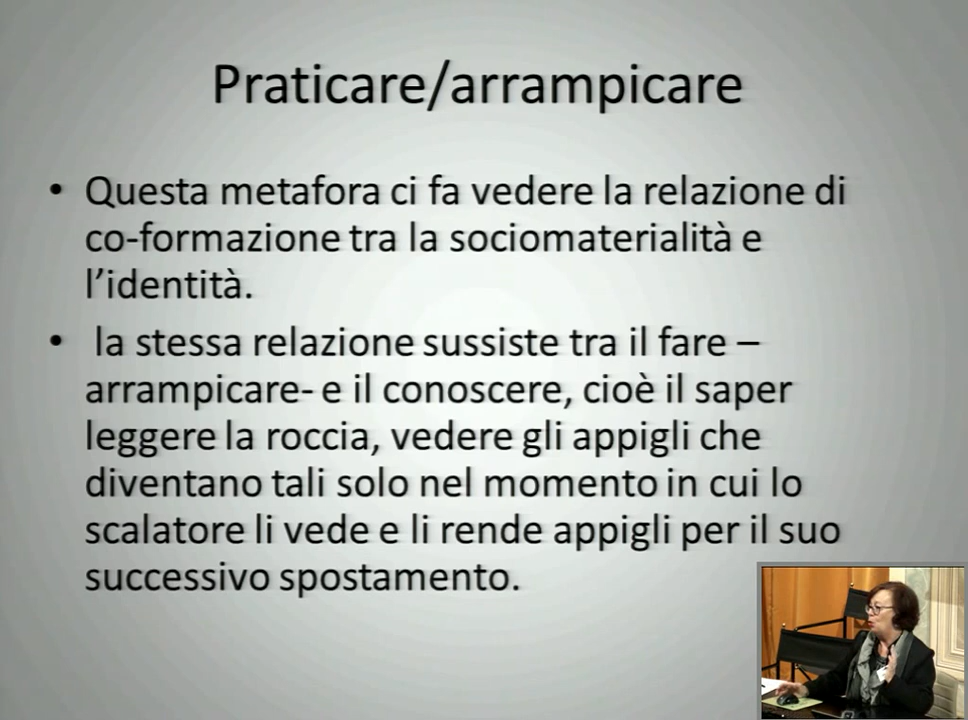 Praticare/arrampicare
• Questa metafora ci fa vedere la relazione di
co-formazione tra la sociomaterialità e
l’identità.
• la stessa relazione sussiste tra il fare –
arrampicare- e il conoscere, cioè il saper
leggere la roccia, vedere gli appigli che
diventano tali solo nel momento in cui lo
scalatore li vede e li rende appigli per il suo
successivo spostamento.